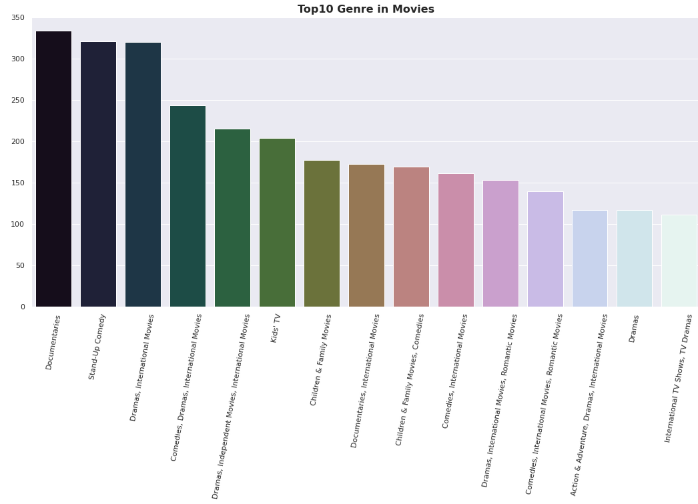 Top10 Genre in Movies
350
300
250
200
150
100
50
0
Documentaries
Stand-Up Comedy
Dramas, International Movies
Comedies, Dramas, International Movies
Dramas, Independent Movies, International Movies
Kids' TV
Children & Family Movies
Documentaries, International Movies
Children & Family Movies, Comedies
Comedies, International Movies
Dramas, International Movies, Romantic Movies
Comedies, International Movies, Romantic Movies
Action & Adventure, Dramas, International Movies
Dramas
International TV Shows, TV Dramas